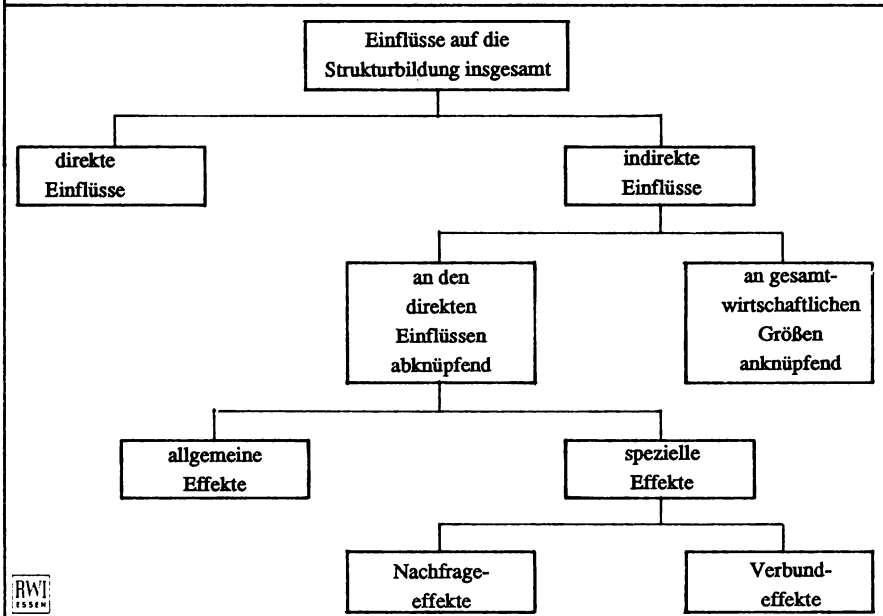 Einflüsse auf die
Strukturbildung insgesamt
direkte
Einflüsse
indirekte
Einflüsse
an den
direkten
Einflüssen
abknüpfend
an gesamt-
wirtschaftlichen
Größen
anknüpfend
allgemeine
Effekte
spezielle
Effekte
Nachfrage-
effekte
Verbund-
effekte
RWI
ESSEN